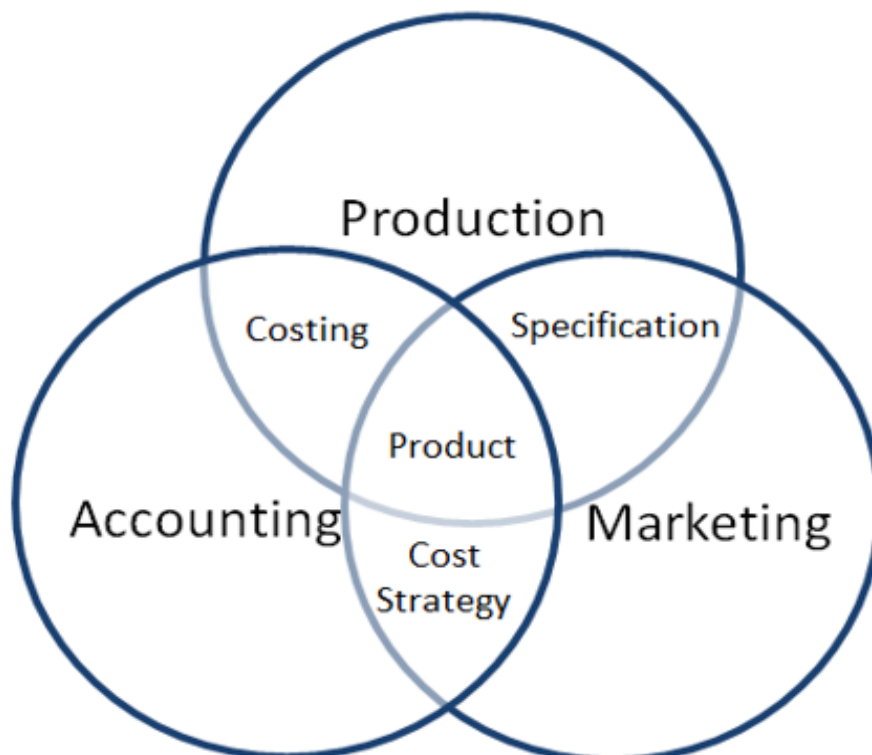 Production
Costing
Specification
Product
Accounting
Marketing
Cost
Strategy